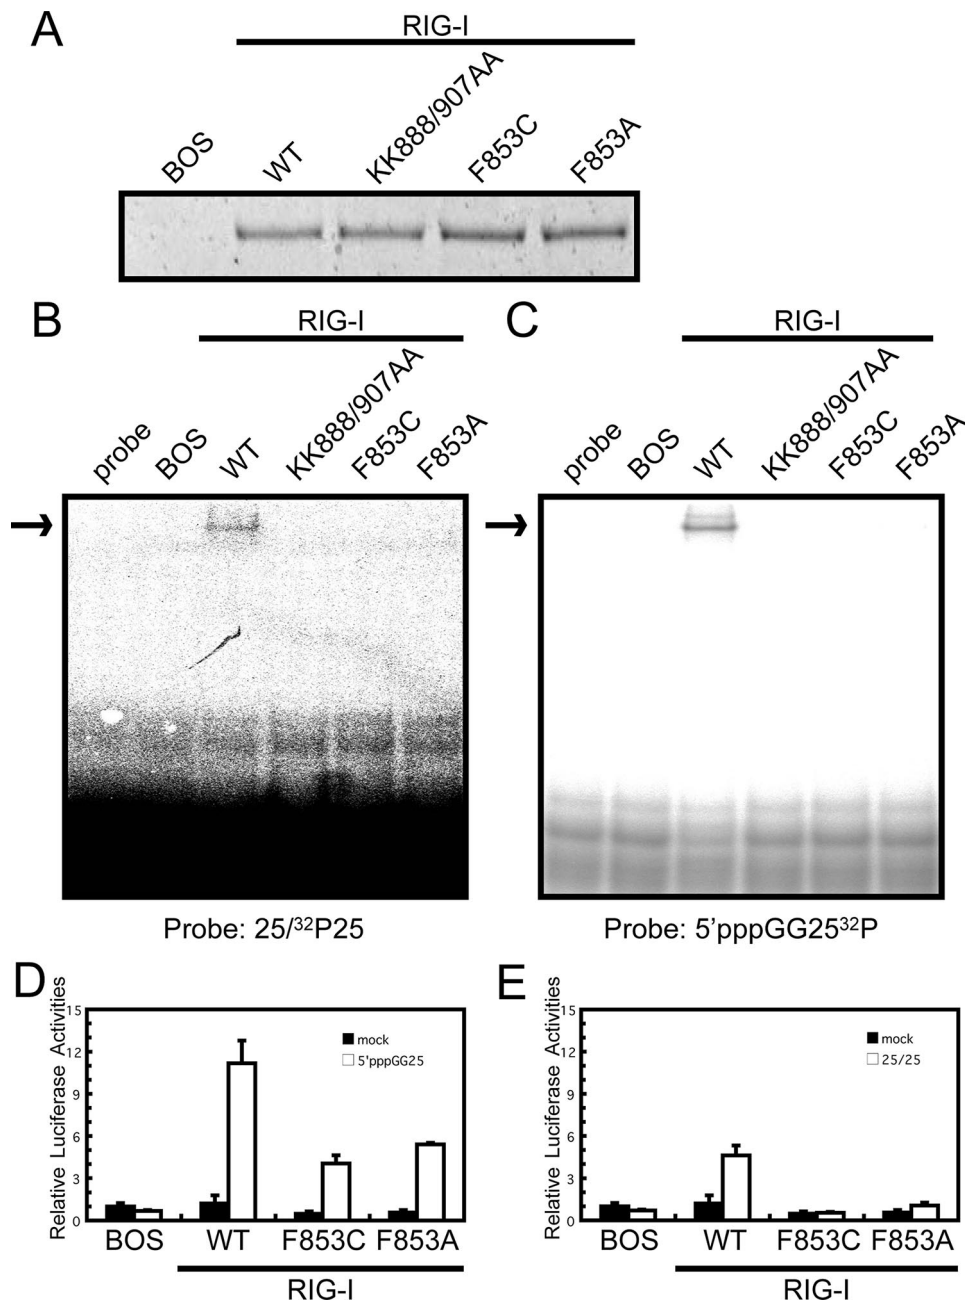 A
RIG-I
BOS WT KK888/907AA F853C F853A
B
RIG-I
probe BOS WT KK888/907AA F853C F853A
Probe: 25/³²P25
C
RIG-I
probe BOS WT KK888/907AA F853C F853A
Probe: 5'pppGG25³²P
D
Relative Luciferase Activities
15
12
9
6
3
0
mock
5'pppGG25
BOS WT F853C F853A
RIG-I
E
Relative Luciferase Activities
15
12
9
6
3
0
mock
25/25
BOS WT F853C F853A
RIG-I